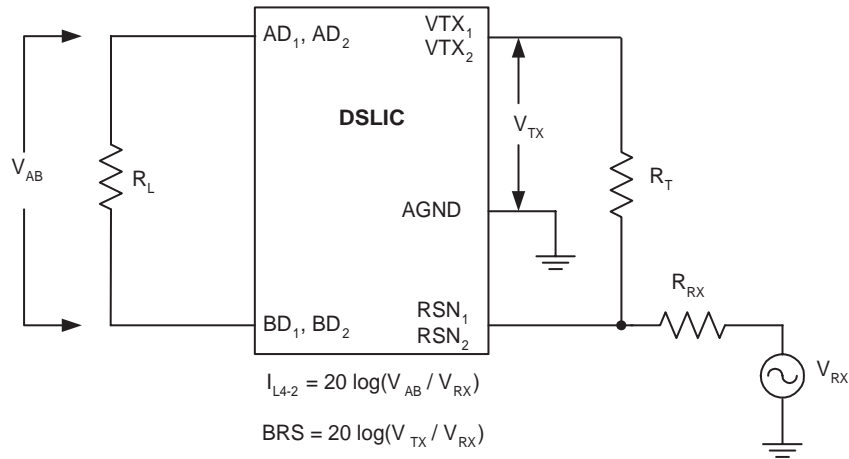 AD1, AD2
VTX1
VTX2
DSLIC
VTX
VAB
RL
RT
AGND
RRX
BD1, BD2
RSN1
RSN2
VRX
IL4-2 = 20 log(VAB / VRX)
BRS = 20 log(VTX / VRX)